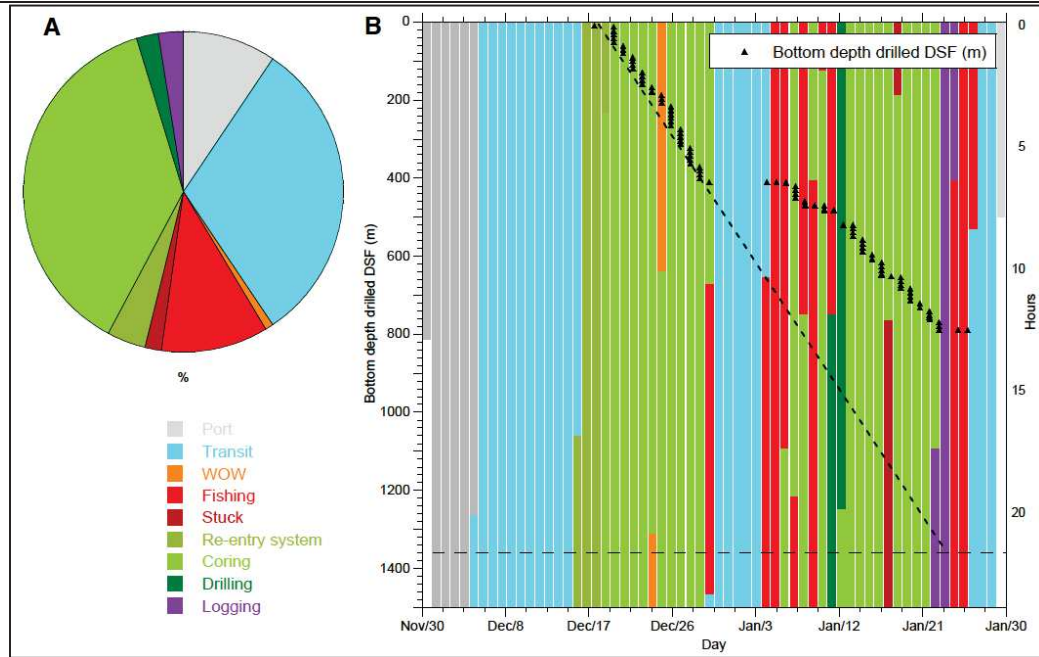 A
%
Port
Transit
WOW
Fishing
Stuck
Re-entry system
Coring
Drilling
Logging
B
Bottom depth drilled DSF (m)
Bottom depth drilled DSF (m)
0
200
400
600
800
1000
1200
1400
Nov/30
Dec/8
Dec/17
Dec/26
Jan/3
Jan/12
Jan/21
Jan/30
Day
0
5
10
15
20
Hours